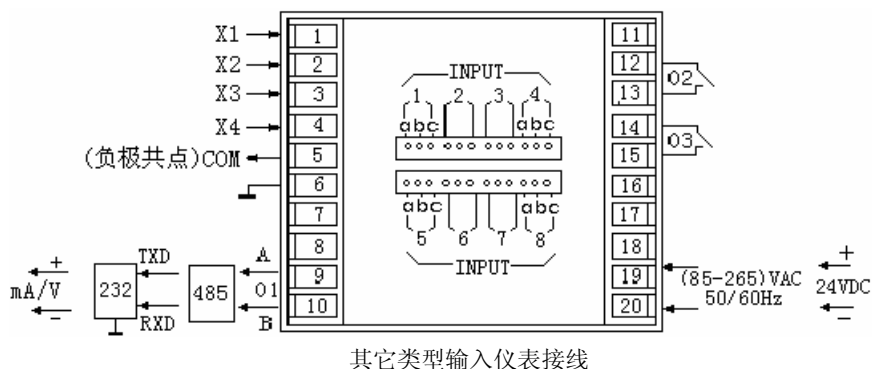 X1 1 11
X2 2 INPUT 12 O2
X3 3 1 2 3 4 13
X4 4 abc abc 14 O3
(负极共点)COM 5 15
6 16
7 abc abc 17
5 6 7 8
8 INPUT 18
+ TXD A +
mA/V 232 485 O1 9 19 (85-265)VAC 24VDC
50/60Hz
- RXD B 10 20 -
其它类型输入仪表接线